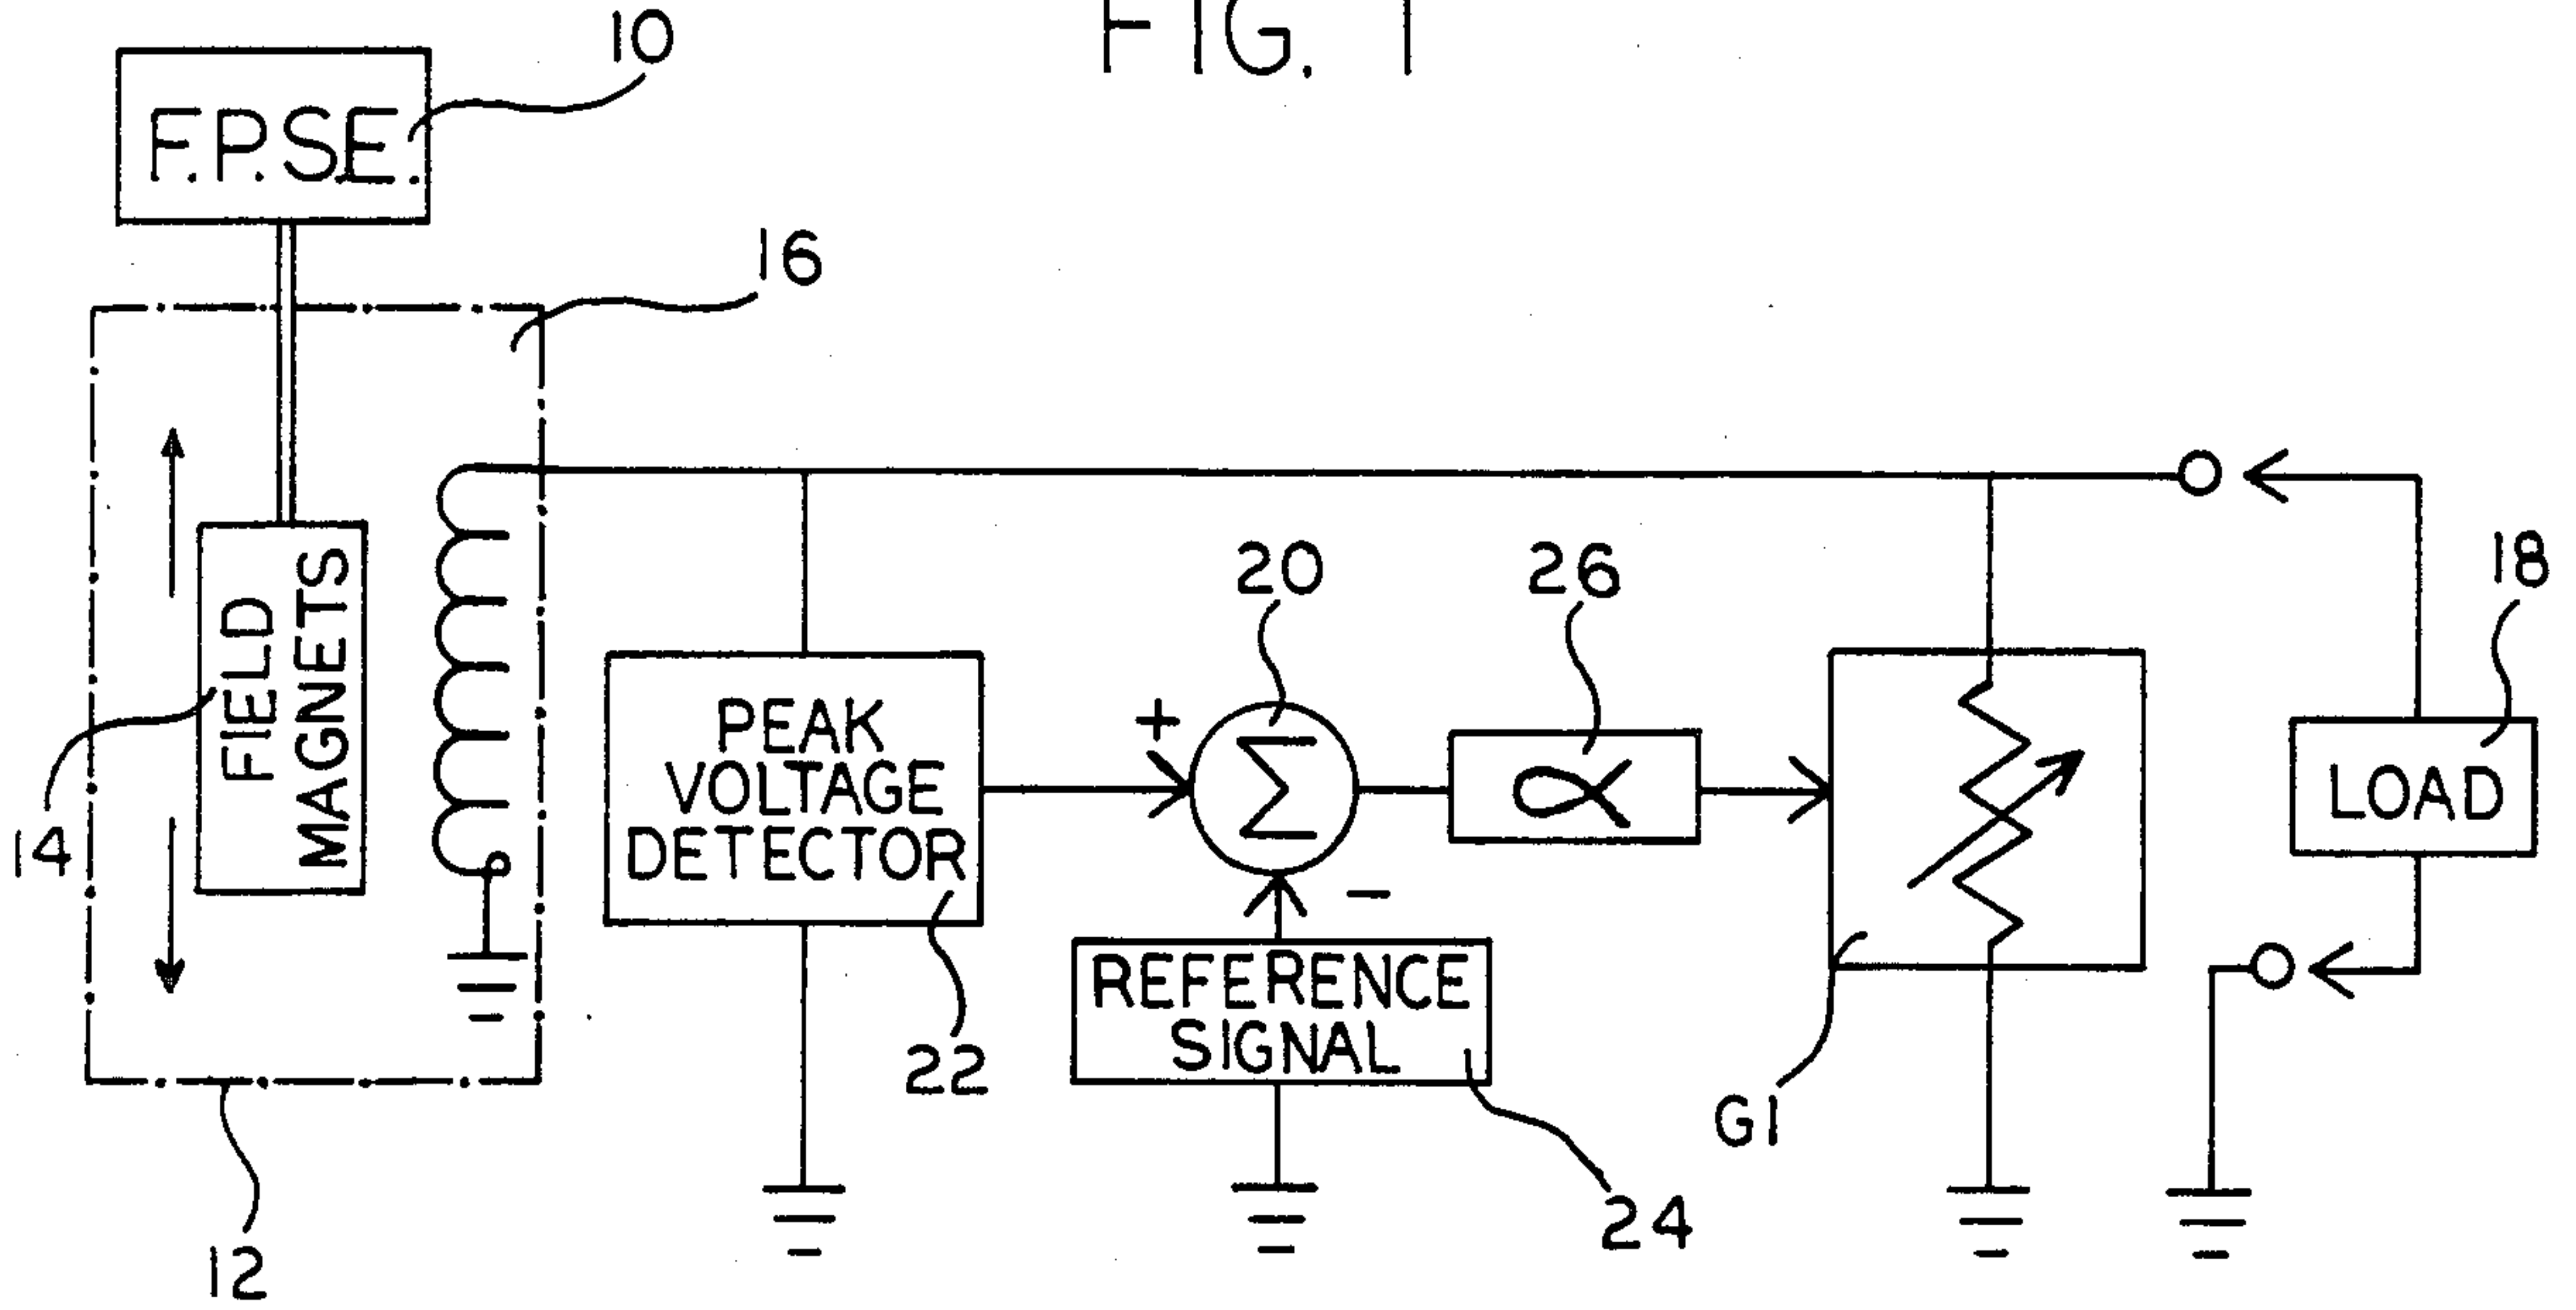 FIG. 1
10
F.P.S.E.
16
FIELD
MAGNETS
14
12
PEAK
VOLTAGE
DETECTOR
22
+
20
Σ
-
26
α
REFERENCE
SIGNAL
24
G1
18
LOAD